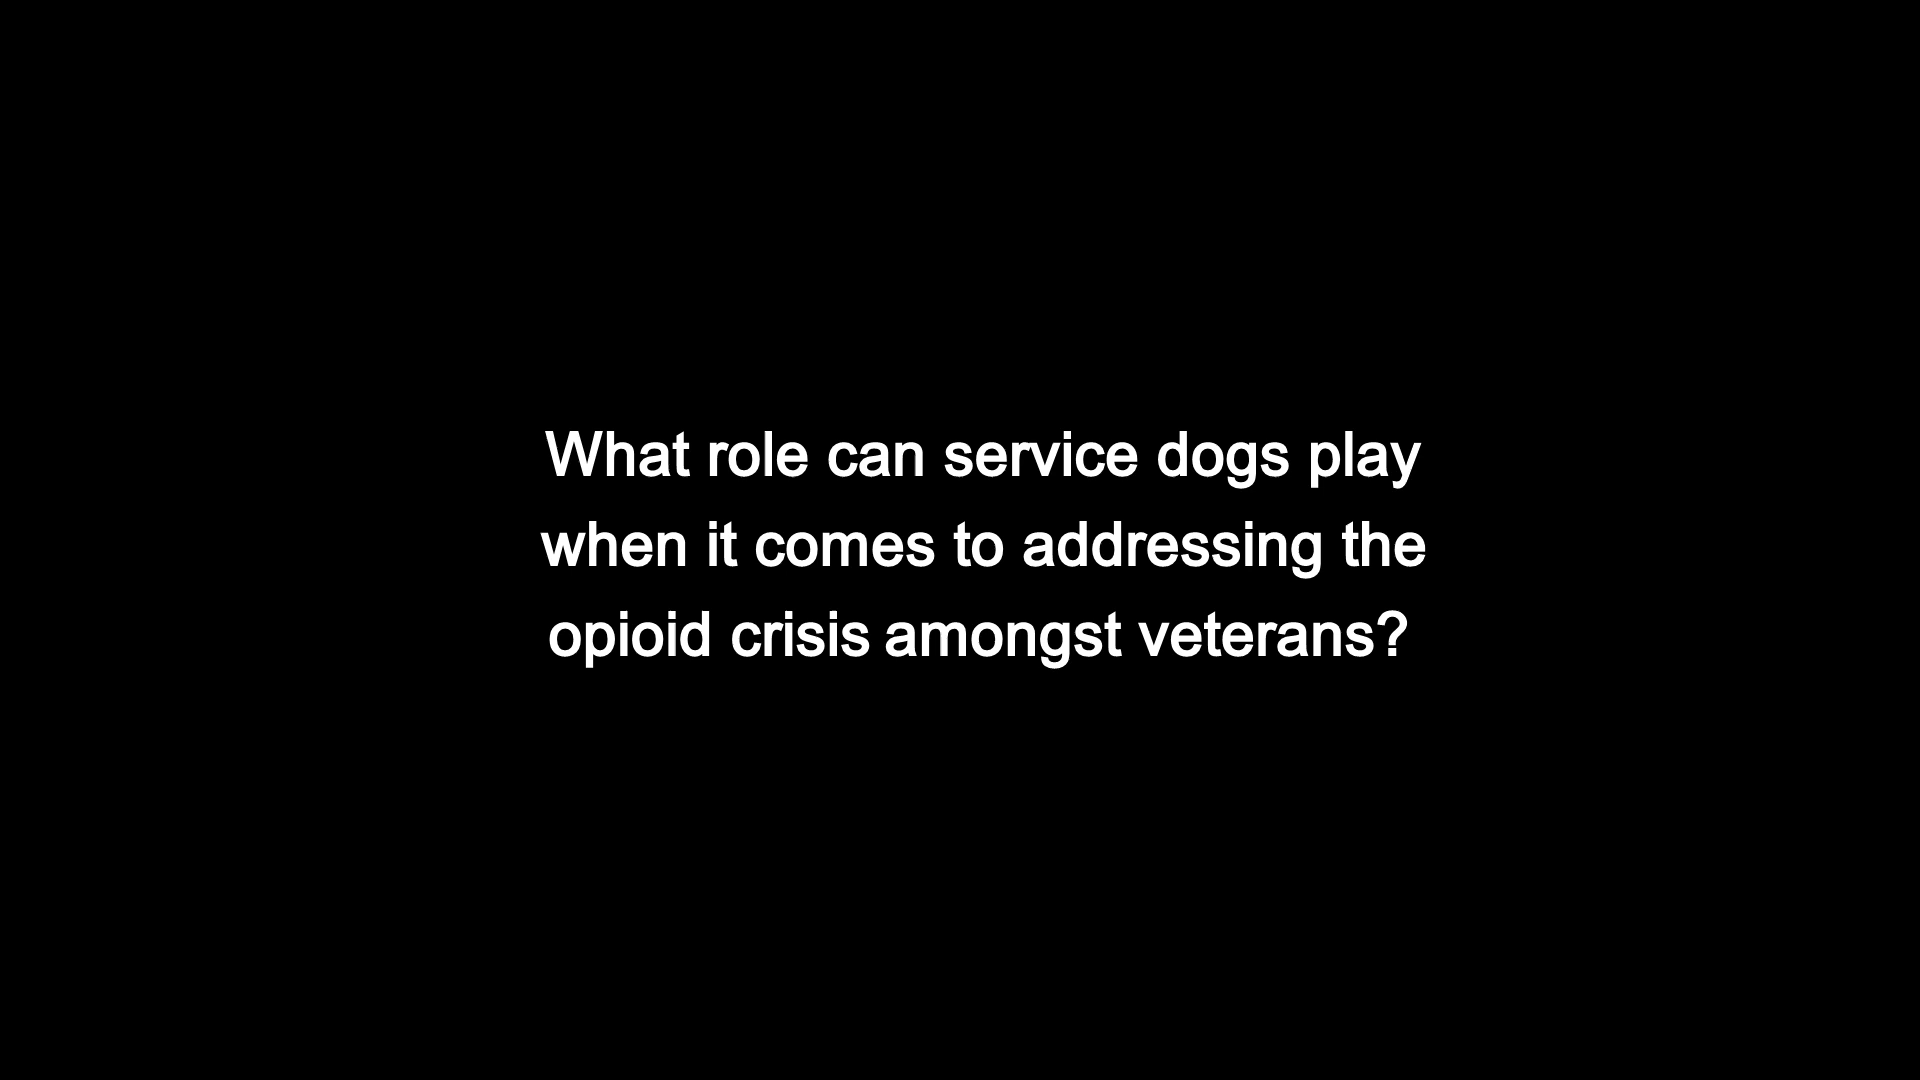 What role can service dogs play
when it comes to addressing the
opioid crisis amongst veterans?